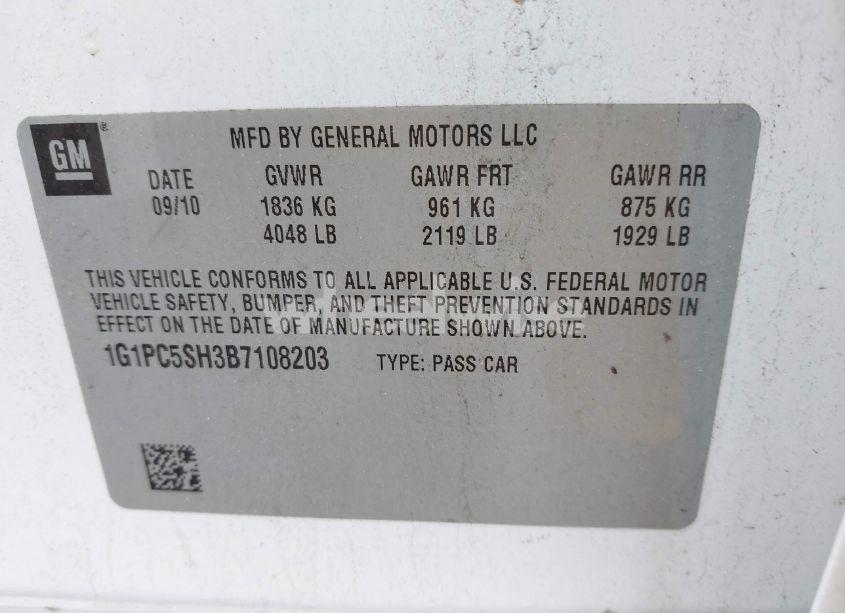 GM
MFD BY GENERAL MOTORS LLC
DATE GVWR GAWR FRT GAWR RR
09/10 1836 KG 961 KG 875 KG
4048 LB 2119 LB 1929 LB
THIS VEHICLE CONFORMS TO ALL APPLICABLE U.S. FEDERAL MOTOR
VEHICLE SAFETY, BUMPER, AND THEFT PREVENTION STANDARDS IN
EFFECT ON THE DATE OF MANUFACTURE SHOWN ABOVE.
1G1PC5SH3B7108203 TYPE: PASS CAR